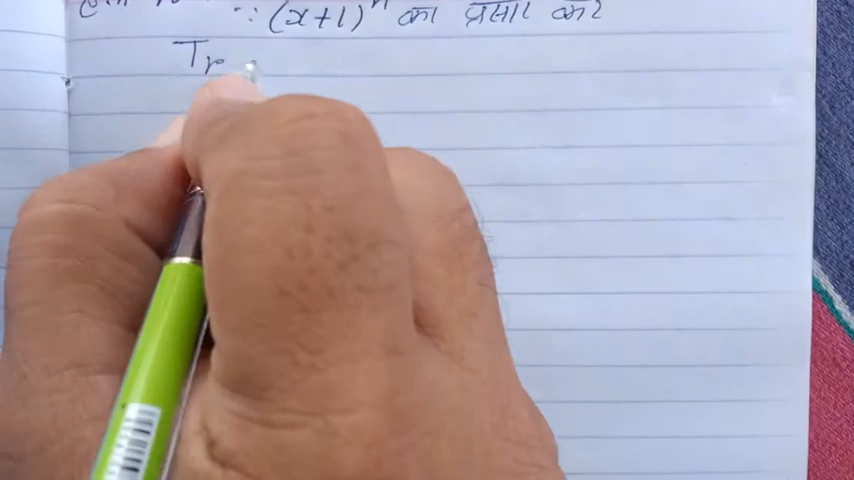 ∵ (x+1)ⁿ का प्रसार करें
Tr